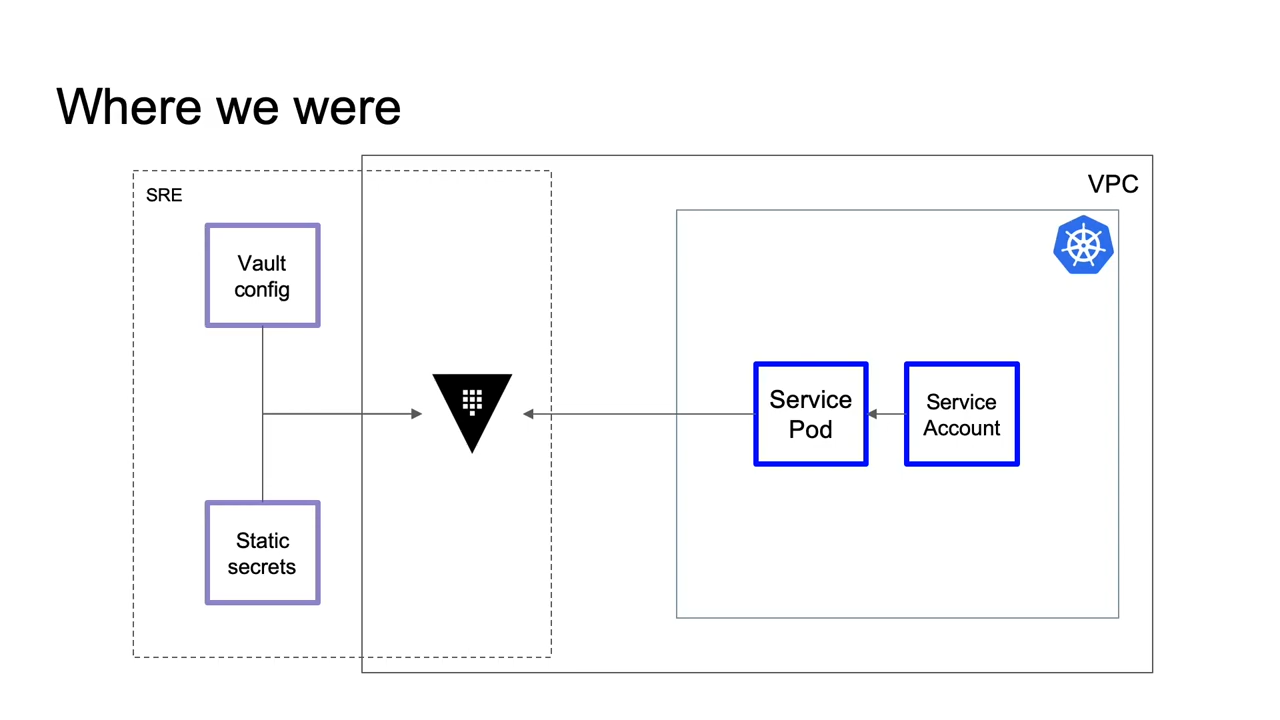 Where we were
SRE
VPC
Vault
config
Service
Pod
Service
Account
Static
secrets